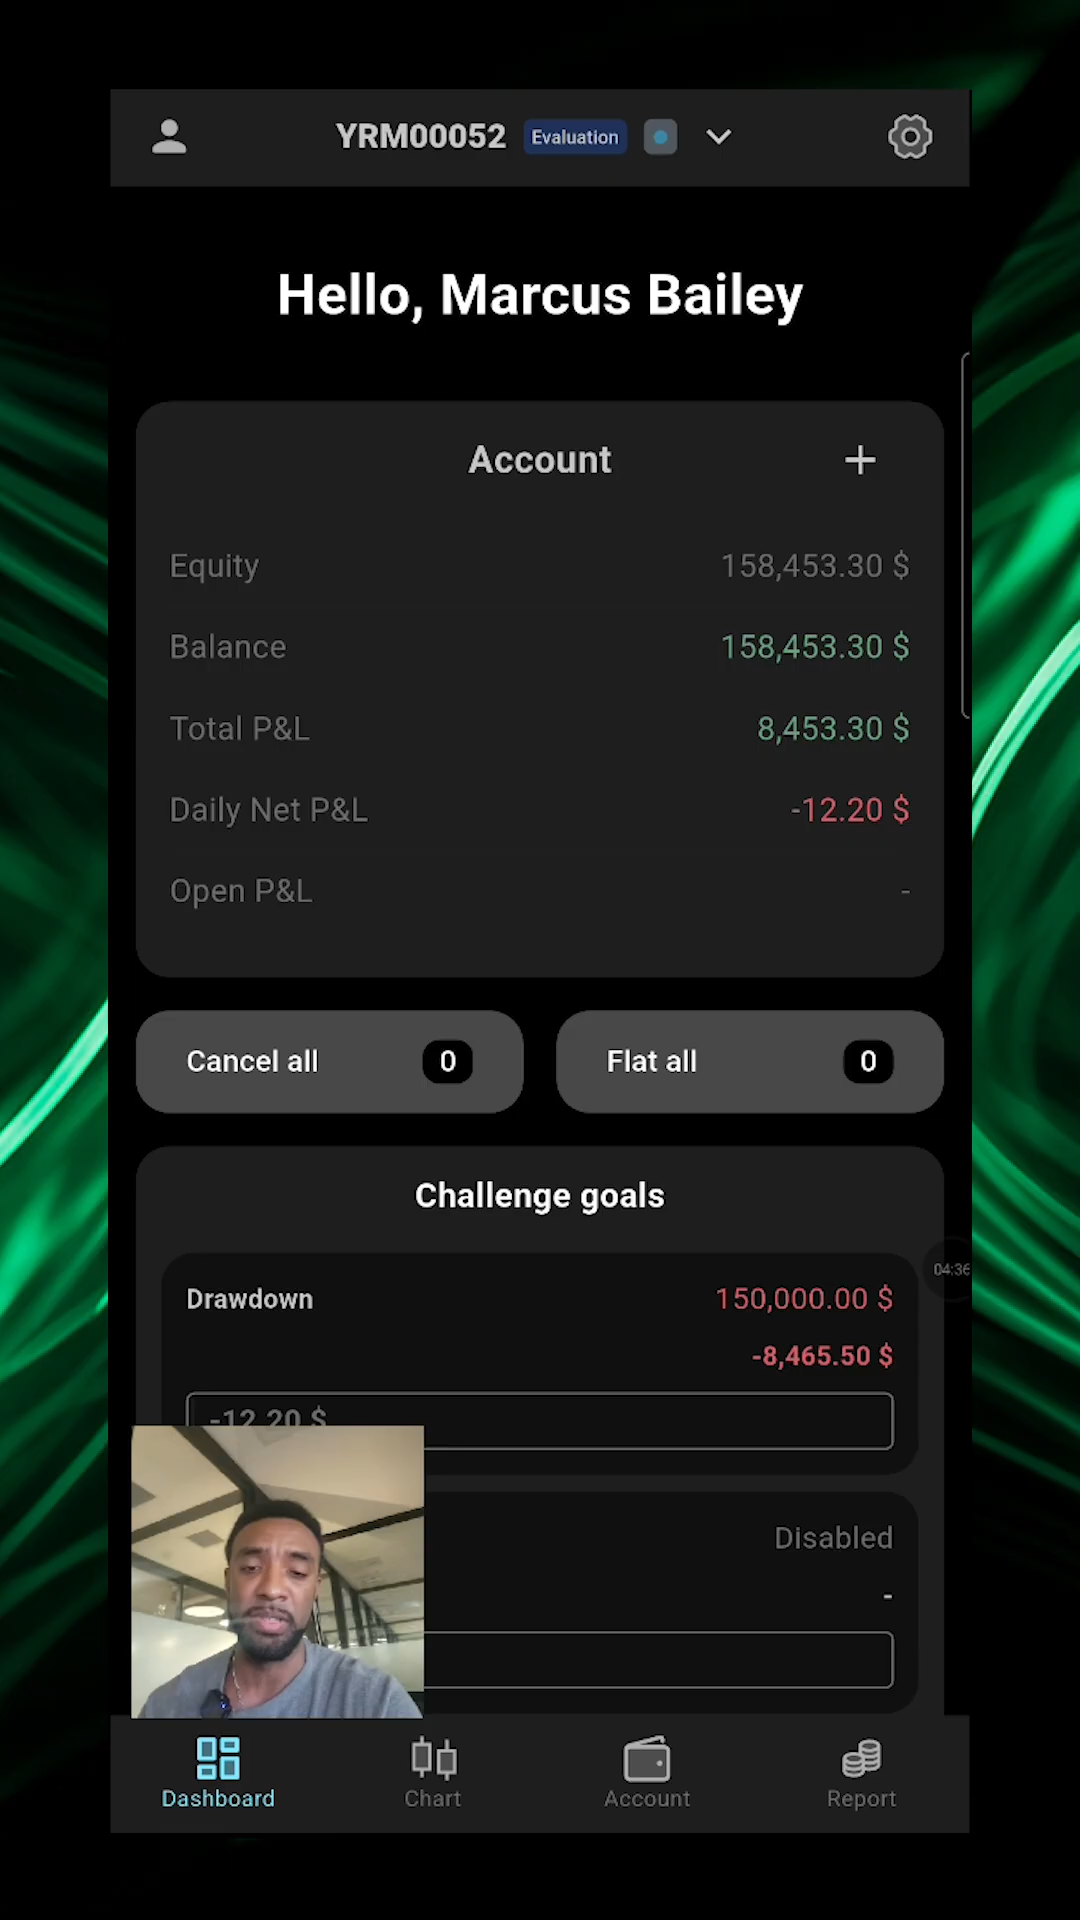 YRM00052 Evaluation
Hello, Marcus Bailey
Account
Equity 158,453.30 $
Balance 158,453.30 $
Total P&L 8,453.30 $
Daily Net P&L -12.20 $
Open P&L -
Cancel all 0
Flat all 0
Challenge goals
04:36
Drawdown 150,000.00 $
-8,465.50 $
-12.20 $
Disabled
-
Dashboard
Chart
Account
Report